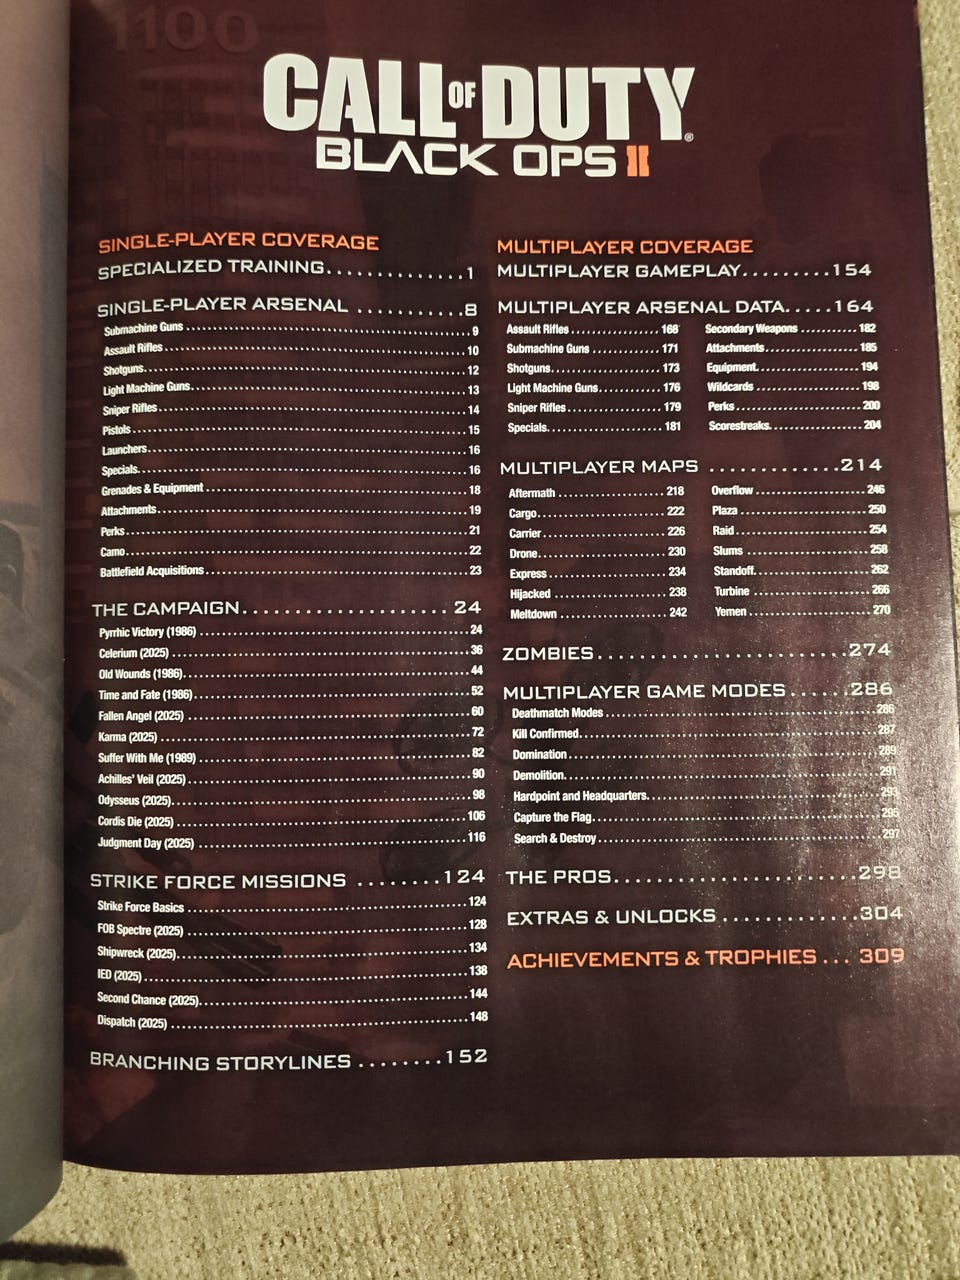 1100
CALL OF DUTY®
BLACK OPS II
SINGLE-PLAYER COVERAGE
SPECIALIZED TRAINING..............1
SINGLE-PLAYER ARSENAL ..........8
Submachine Guns 9
Assault Rifles 10
Shotguns 12
Light Machine Guns 13
Sniper Rifles 14
Pistols 15
Launchers 16
Specials 16
Grenades & Equipment 18
Attachments 19
Perks 21
Camo 22
Battlefield Acquisitions 23
THE CAMPAIGN.................. 24
Pyrrhic Victory (1986) 24
Celerium (2025) 36
Old Wounds (1986) 44
Time and Fate (1986) 52
Fallen Angel (2025) 60
Karma (2025) 72
Suffer With Me (1989) 82
Achilles' Veil (2025) 90
Odysseus (2025) 98
Cordis Die (2025) 106
Judgment Day (2025) 116
STRIKE FORCE MISSIONS ........124
Strike Force Basics 124
FOB Spectre (2025) 128
Shipwreck (2025) 134
IED (2025) 138
Second Chance (2025) 144
Dispatch (2025) 148
BRANCHING STORYLINES ........152
MULTIPLAYER COVERAGE
MULTIPLAYER GAMEPLAY.........154
MULTIPLAYER ARSENAL DATA.....164
Assault Rifles 168
Submachine Guns 171
Shotguns 173
Light Machine Guns 176
Sniper Rifles 179
Specials 181
Secondary Weapons 182
Attachments 185
Equipment 194
Wildcards 198
Perks 200
Scorestreaks 204
MULTIPLAYER MAPS ............214
Aftermath 218
Cargo 222
Carrier 226
Drone 230
Express 234
Hijacked 238
Meltdown 242
Overflow 246
Plaza 250
Raid 254
Slums 258
Standoff 262
Turbine 266
Yemen 270
ZOMBIES.......................274
MULTIPLAYER GAME MODES ......286
Deathmatch Modes 286
Kill Confirmed 287
Domination 289
Demolition 291
Hardpoint and Headquarters 293
Capture the Flag 295
Search & Destroy 297
THE PROS......................298
EXTRAS & UNLOCKS .............304
ACHIEVEMENTS & TROPHIES ... 309